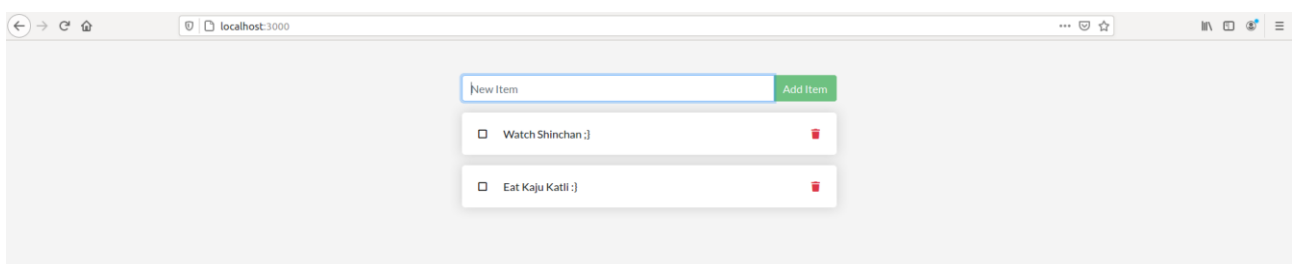 localhost:3000
New Item
Add Item
Watch Shinchan ;}
Eat Kaju Katli :}